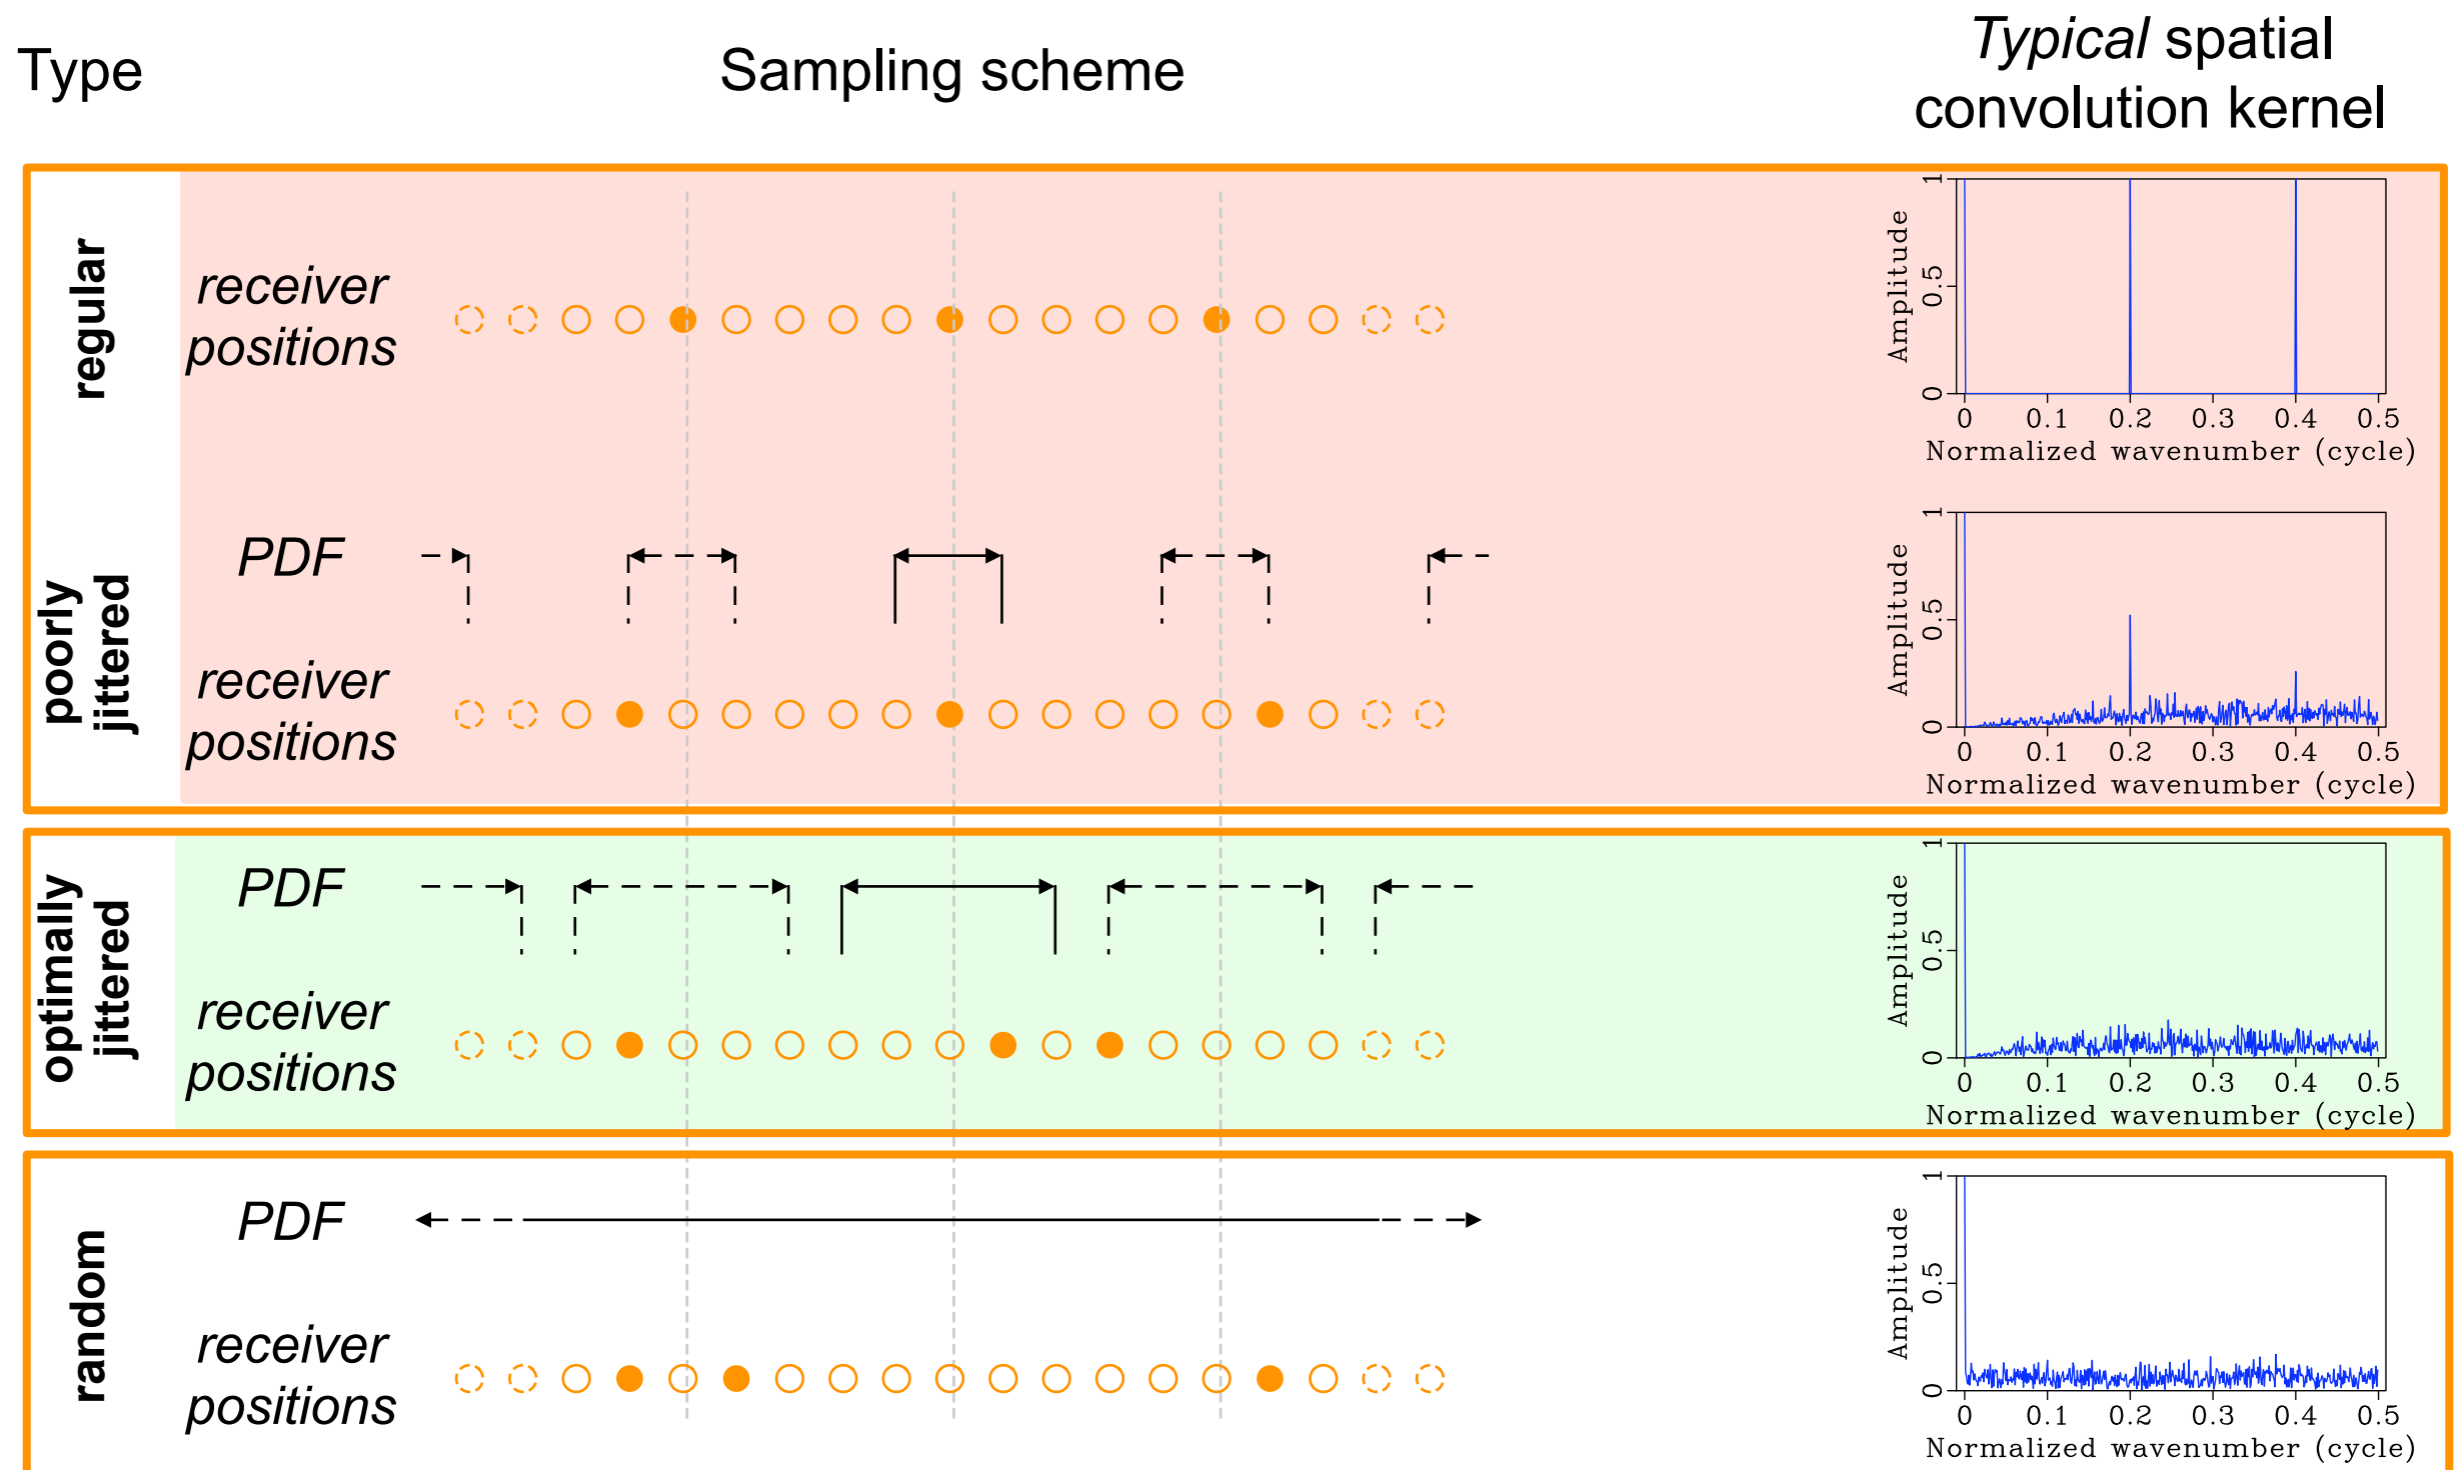 Type
Sampling scheme
Typical spatial
convolution kernel
regular
receiver
positions
Amplitude
1
0.5
0
0 0.1 0.2 0.3 0.4 0.5
Normalized wavenumber (cycle)
poorly
jittered
PDF
receiver
positions
Amplitude
1
0.5
0
0 0.1 0.2 0.3 0.4 0.5
Normalized wavenumber (cycle)
optimally
jittered
PDF
receiver
positions
Amplitude
1
0.5
0
0 0.1 0.2 0.3 0.4 0.5
Normalized wavenumber (cycle)
random
PDF
receiver
positions
Amplitude
1
0.5
0
0 0.1 0.2 0.3 0.4 0.5
Normalized wavenumber (cycle)